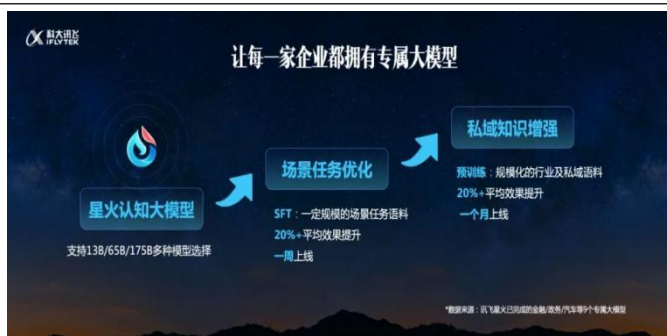 科大讯飞
iFLYTEK
让每一家企业都拥有专属大模型
星火认知大模型
支持13B/65B/175B多种模型选择
场景任务优化
SFT：一定规模的场景任务语料
20%+平均效果提升
一周上线
私域知识增强
预训练：规模化的行业及私域语料
20%+平均效果提升
一个月上线
*数据来源：讯飞星火已完成的金融/政务/汽车等9个专属大模型